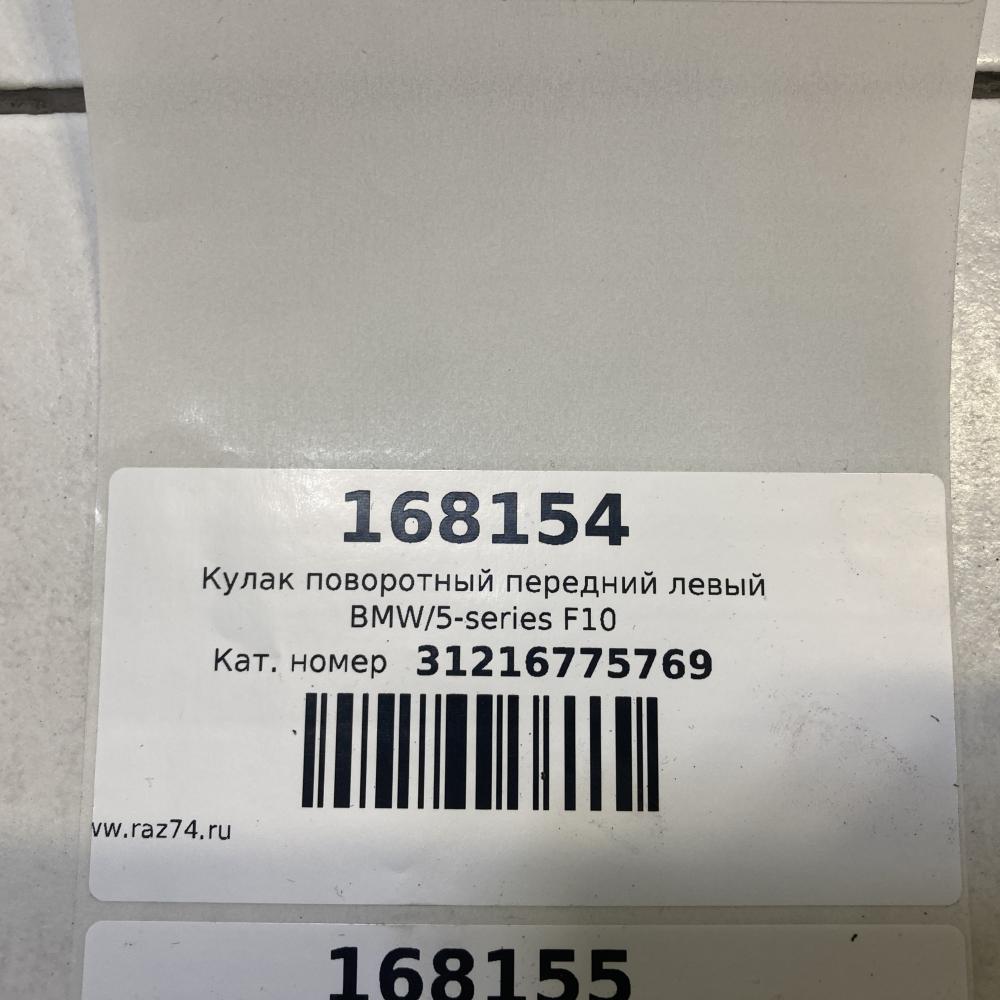 168154
Кулак поворотный передний левый
BMW/5-series F10
Кат. номер 31216775769
vw.raz74.ru
168155